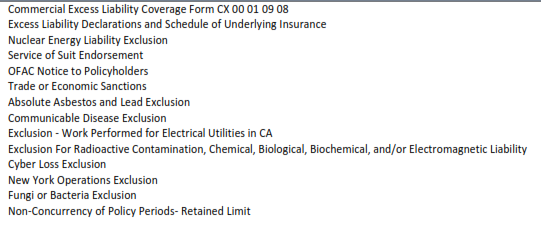 Commercial Excess Liability Coverage Form CX 00 01 09 08
Excess Liability Declarations and Schedule of Underlying Insurance
Nuclear Energy Liability Exclusion
Service of Suit Endorsement
OFAC Notice to Policyholders
Trade or Economic Sanctions
Absolute Asbestos and Lead Exclusion
Communicable Disease Exclusion
Exclusion - Work Performed for Electrical Utilities in CA
Exclusion For Radioactive Contamination, Chemical, Biological, Biochemical, and/or Electromagnetic Liability
Cyber Loss Exclusion
New York Operations Exclusion
Fungi or Bacteria Exclusion
Non-Concurrency of Policy Periods- Retained Limit